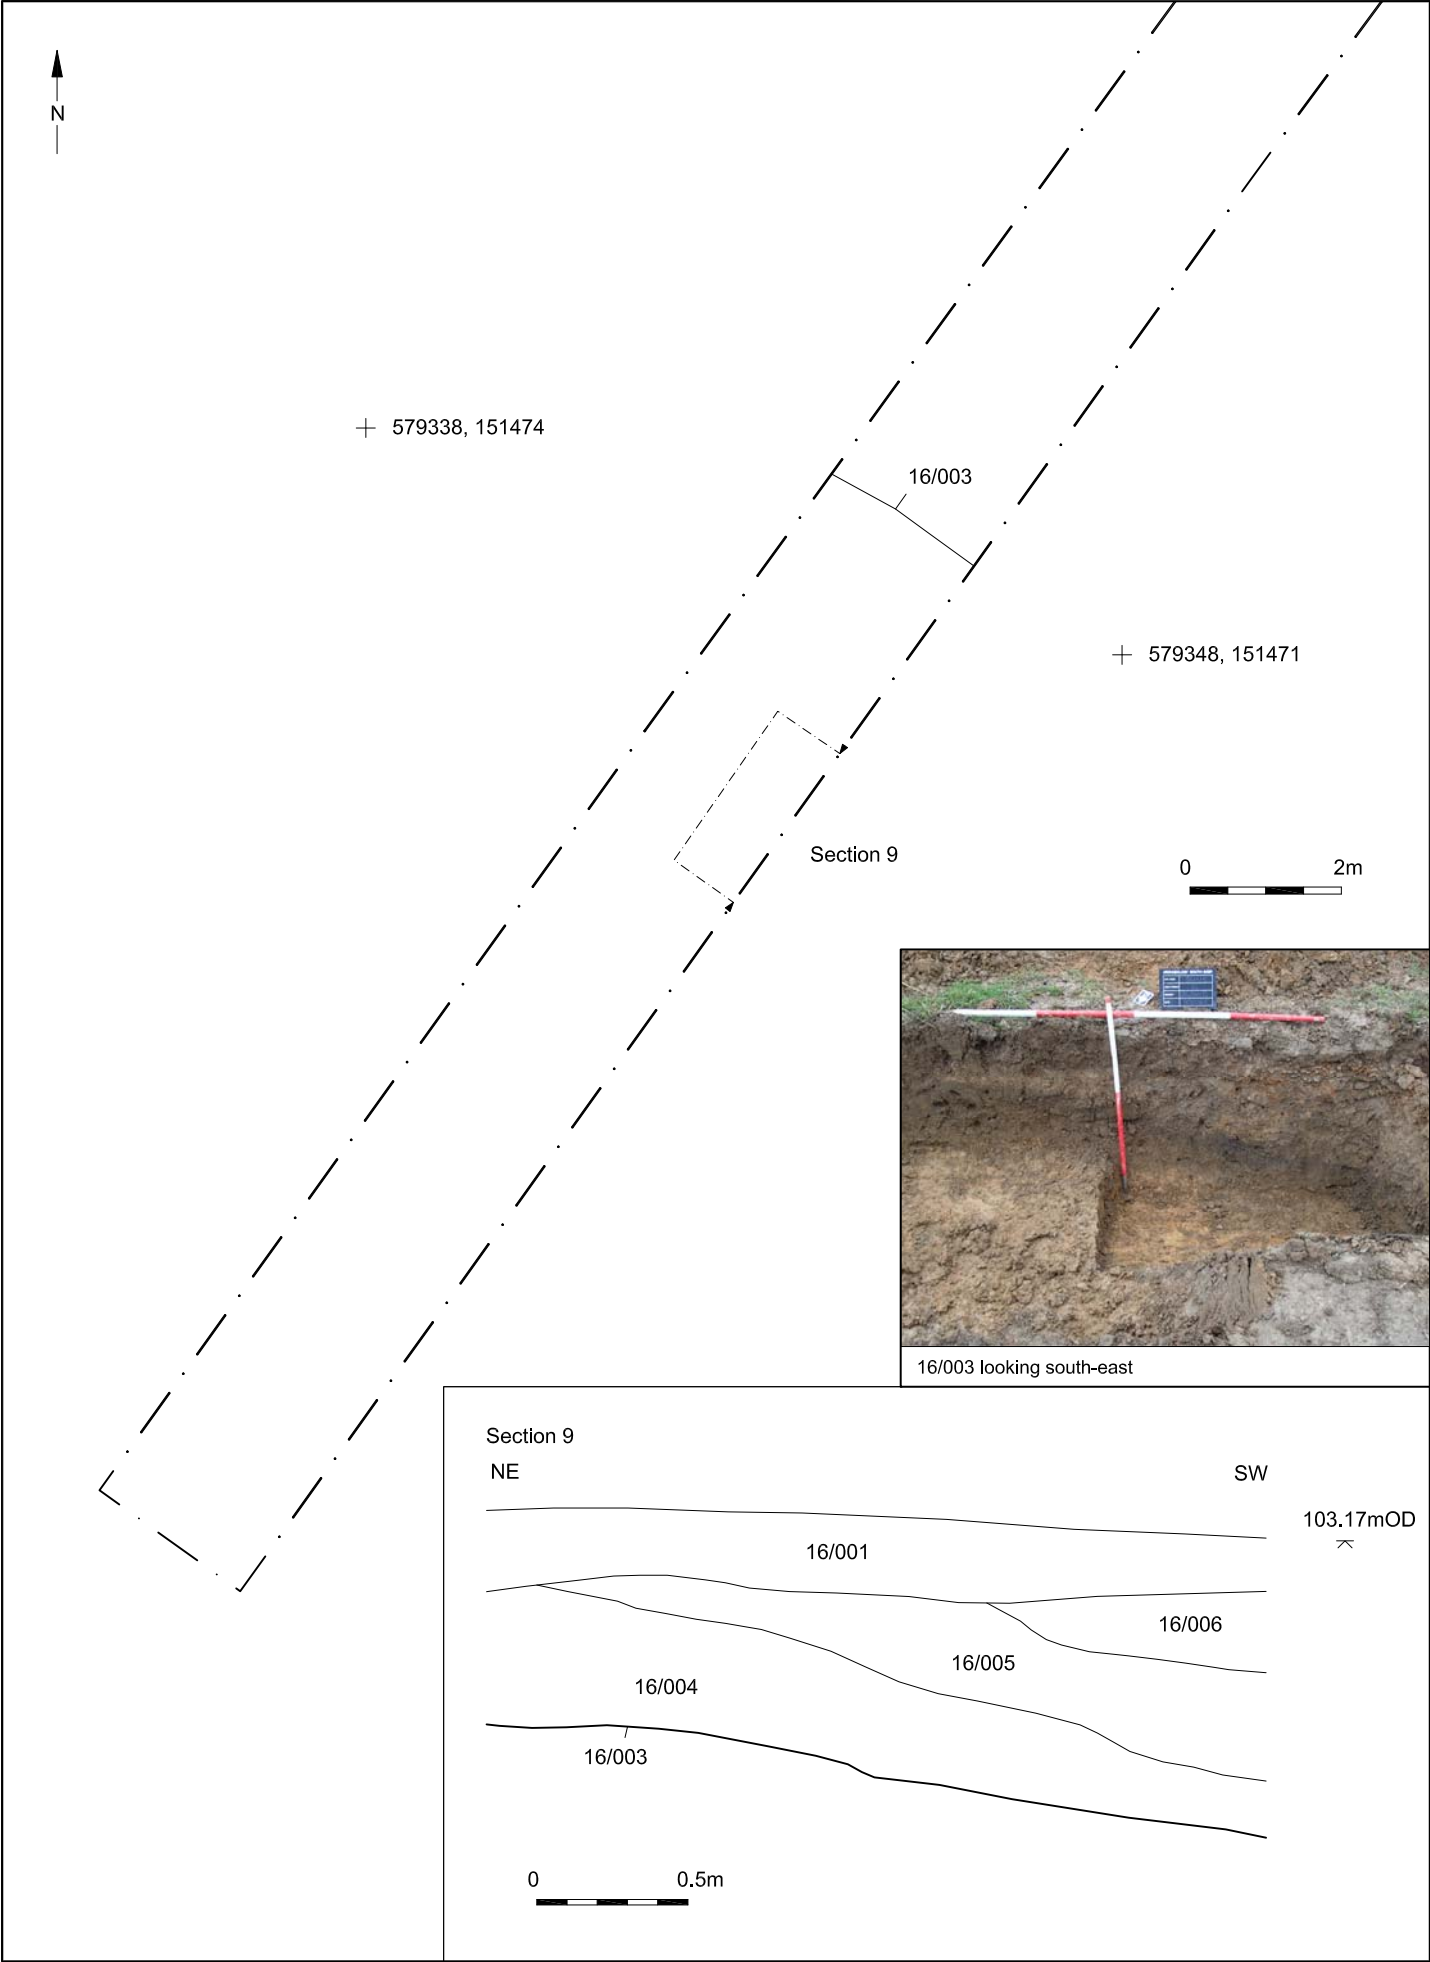 N
579338, 151474
16/003
579348, 151471
Section 9
0 2m
16/003 looking south-east
Section 9
NE SW
103.17mOD
16/001
16/006
16/005
16/004
16/003
0 0.5m